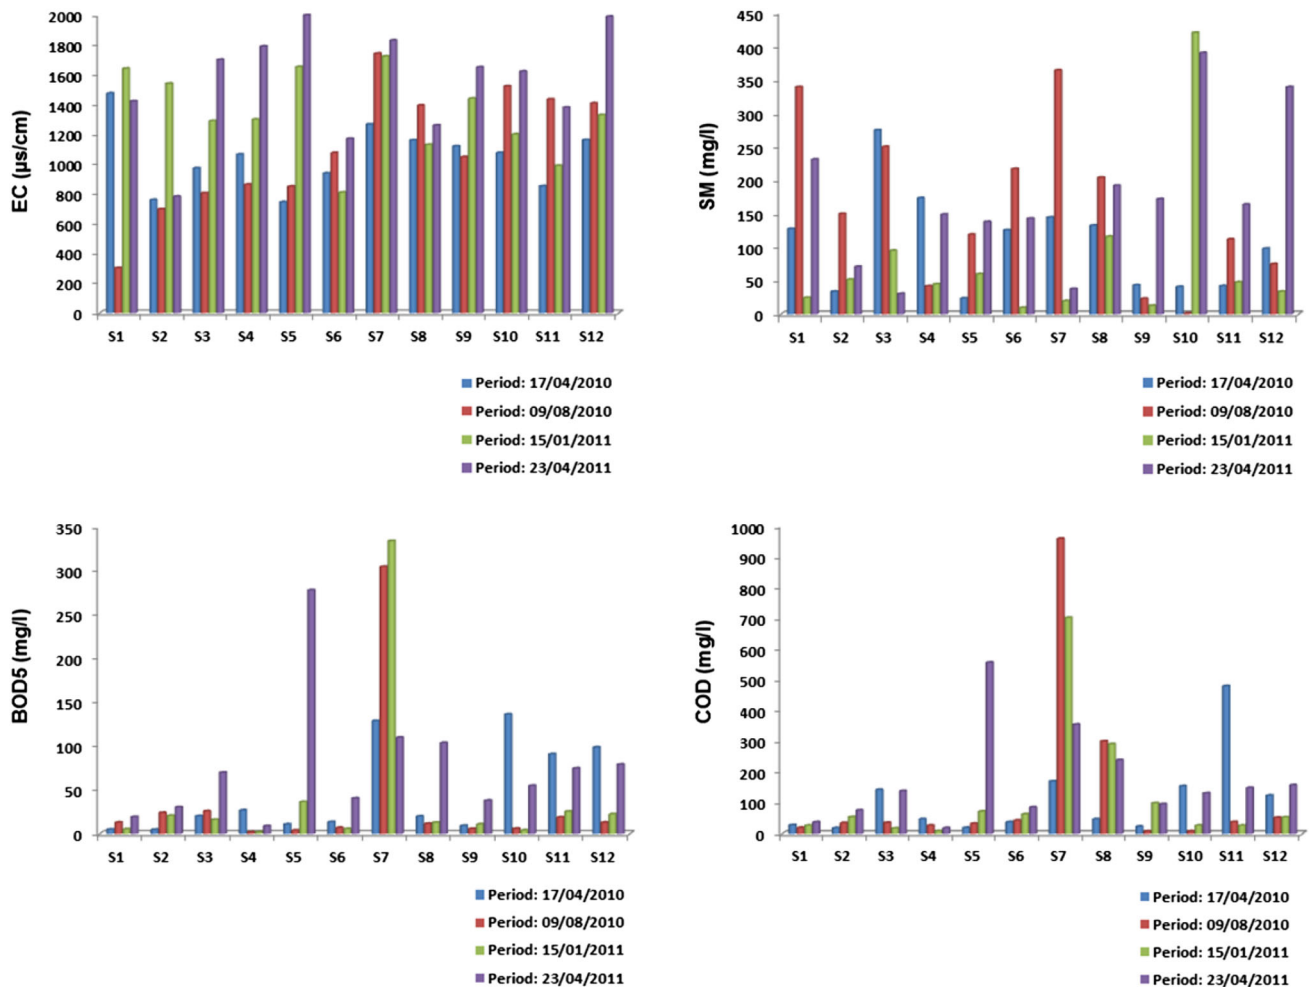 EC (µs/cm)
2000
1800
1600
1400
1200
1000
800
600
400
200
0
S1 S2 S3 S4 S5 S6 S7 S8 S9 S10 S11 S12
Period: 17/04/2010
Period: 09/08/2010
Period: 15/01/2011
Period: 23/04/2011
SM (mg/l)
450
400
350
300
250
200
150
100
50
0
S1 S2 S3 S4 S5 S6 S7 S8 S9 S10 S11 S12
Period: 17/04/2010
Period: 09/08/2010
Period: 15/01/2011
Period: 23/04/2011
BOD5 (mg/l)
350
300
250
200
150
100
50
0
S1 S2 S3 S4 S5 S6 S7 S8 S9 S10 S11 S12
Period: 17/04/2010
Period: 09/08/2010
Period: 15/01/2011
Period: 23/04/2011
COD (mg/l)
1000
900
800
700
600
500
400
300
200
100
0
S1 S2 S3 S4 S5 S6 S7 S8 S9 S10 S11 S12
Period: 17/04/2010
Period: 09/08/2010
Period: 15/01/2011
Period: 23/04/2011